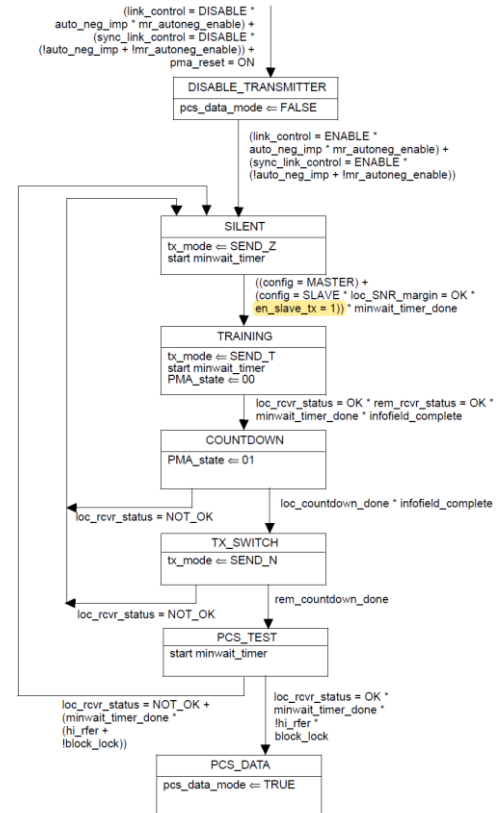 (link_control = DISABLE *
auto_neg_imp * mr_autoneg_enable) +
(sync_link_control = DISABLE *
(!auto_neg_imp + !mr_autoneg_enable)) +
pma_reset = ON
DISABLE_TRANSMITTER
pcs_data_mode ⇐ FALSE
(link_control = ENABLE *
auto_neg_imp * mr_autoneg_enable) +
(sync_link_control = ENABLE *
(!auto_neg_imp + !mr_autoneg_enable))
SILENT
tx_mode ⇐ SEND_Z
start minwait_timer
((config = MASTER) +
(config = SLAVE * loc_SNR_margin = OK *
en_slave_tx = 1)) * minwait_timer_done
TRAINING
tx_mode ⇐ SEND_T
start minwait_timer
PMA_state ⇐ 00
loc_rcvr_status = OK * rem_rcvr_status = OK *
minwait_timer_done * infofield_complete
COUNTDOWN
PMA_state ⇐ 01
loc_rcvr_status = NOT_OK
loc_countdown_done * infofield_complete
TX_SWITCH
tx_mode ⇐ SEND_N
loc_rcvr_status = NOT_OK
rem_countdown_done
PCS_TEST
start minwait_timer
loc_rcvr_status = NOT_OK +
(minwait_timer_done *
(hi_rfer +
!block_lock))
loc_rcvr_status = OK *
minwait_timer_done *
!hi_rfer *
block_lock
PCS_DATA
pcs_data_mode ⇐ TRUE